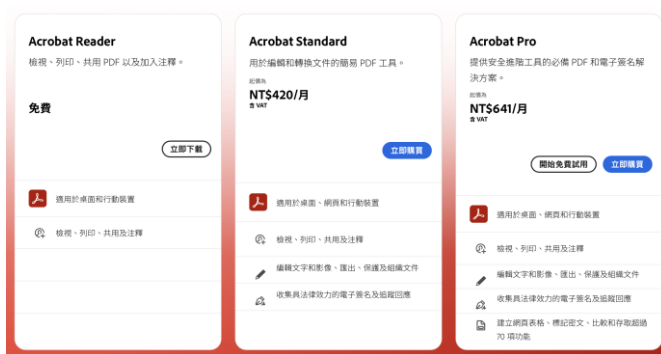 Acrobat Reader
檢視、列印、共用 PDF 以及加入注釋。
免費
立即下載
適用於桌面和行動裝置
檢視、列印、共用及注釋
Acrobat Standard
用於編輯和轉換文件的簡易 PDF 工具。
起價為
NT$420/月
含 VAT
立即購買
適用於桌面、網頁和行動裝置
檢視、列印、共用及注釋
編輯文字和影像、匯出、保護及組織文件
收集具法律效力的電子簽名及追蹤回應
Acrobat Pro
提供安全進階工具的必備 PDF 和電子簽名解
決方案。
起價為
NT$641/月
含 VAT
開始免費試用
立即購買
適用於桌面、網頁和行動裝置
檢視、列印、共用及注釋
編輯文字和影像、匯出、保護及組織文件
收集具法律效力的電子簽名及追蹤回應
建立網頁表格、標記密文、比較和存取超過
70 項功能